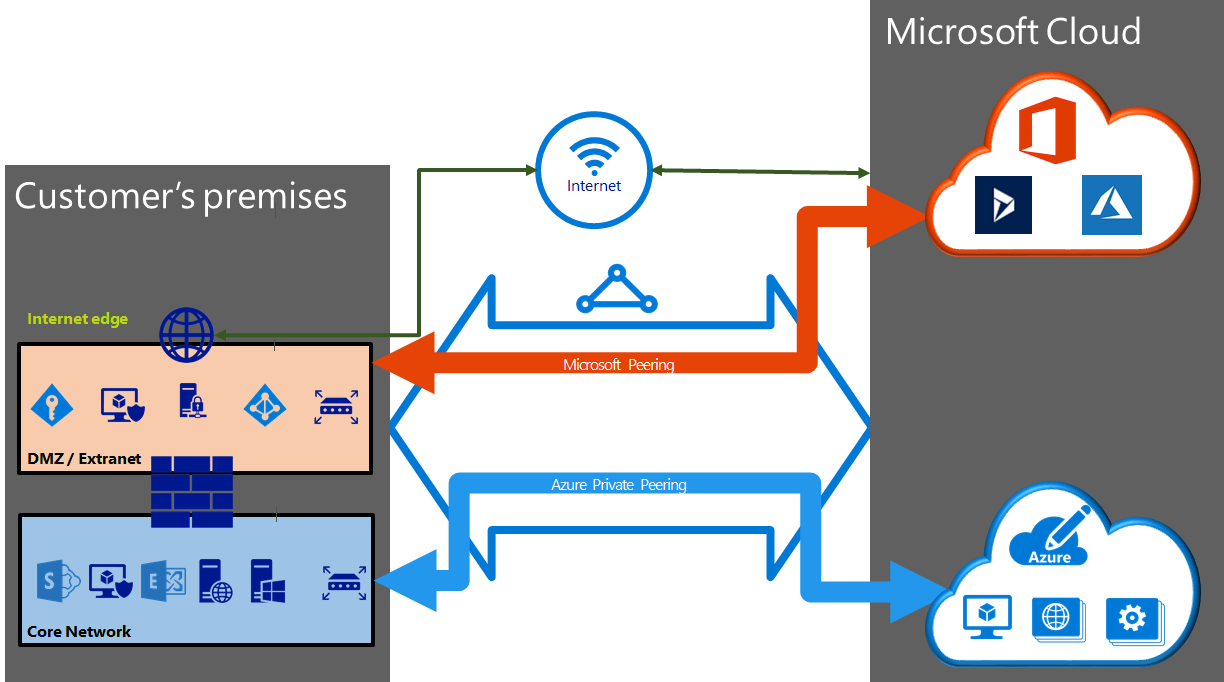 Microsoft Cloud
Internet
Customer's premises
Internet edge
Microsoft Peering
DMZ / Extranet
Azure Private Peering
S
E
Azure
Core Network